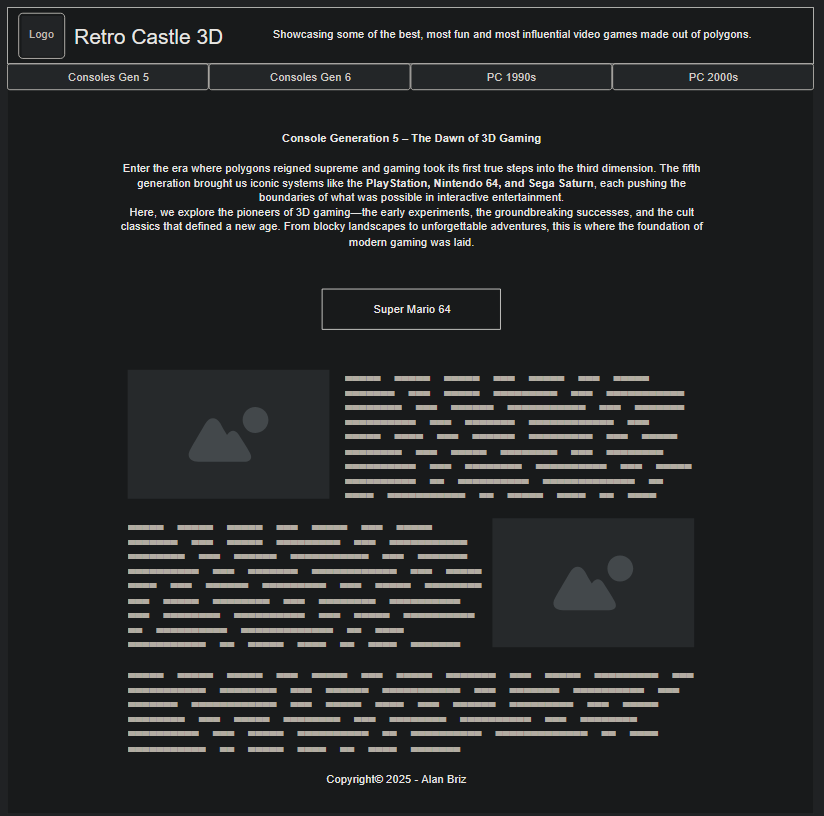 Logo
Retro Castle 3D
Showcasing some of the best, most fun and most influential video games made out of polygons.
Consoles Gen 5
Consoles Gen 6
PC 1990s
PC 2000s
Console Generation 5 – The Dawn of 3D Gaming
Enter the era where polygons reigned supreme and gaming took its first true steps into the third dimension. The fifth
generation brought us iconic systems like the PlayStation, Nintendo 64, and Sega Saturn, each pushing the
boundaries of what was possible in interactive entertainment.
Here, we explore the pioneers of 3D gaming—the early experiments, the groundbreaking successes, and the cult
classics that defined a new age. From blocky landscapes to unforgettable adventures, this is where the foundation of
modern gaming was laid.
Super Mario 64
Copyright© 2025 - Alan Briz